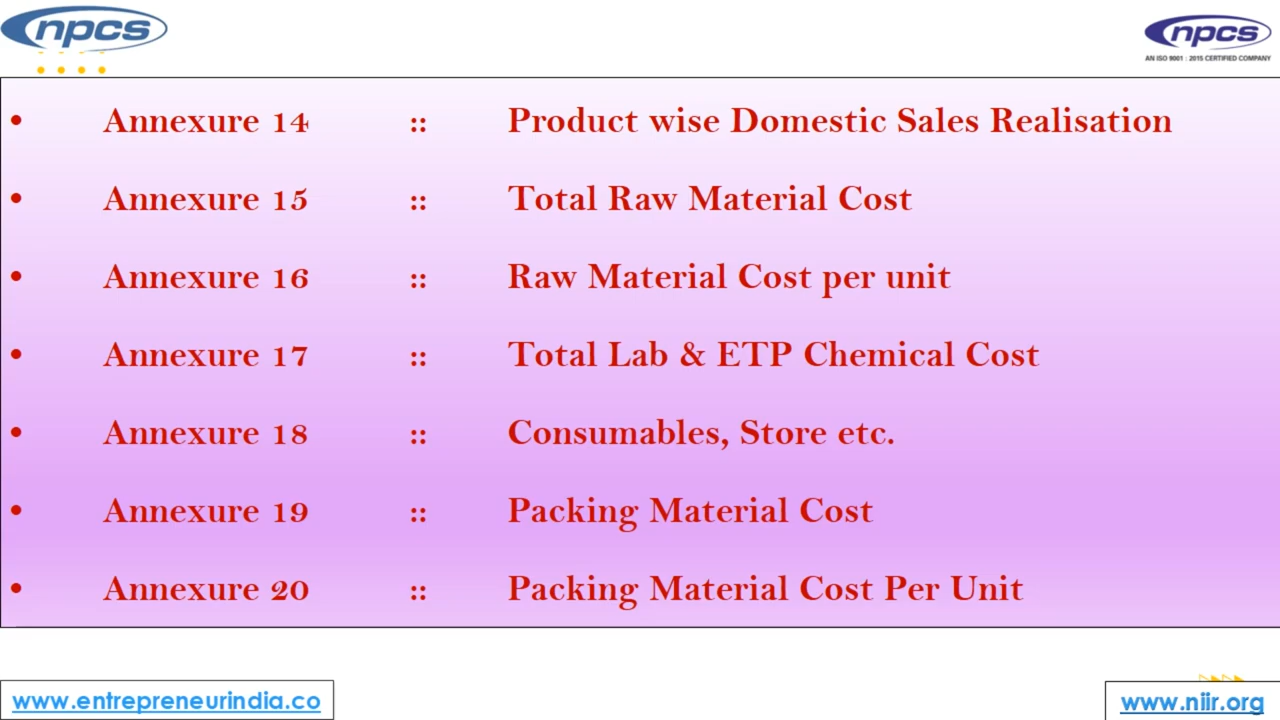 npcs
npcs
AN ISO 9001 : 2015 CERTIFIED COMPANY
• Annexure 14 :: Product wise Domestic Sales Realisation
• Annexure 15 :: Total Raw Material Cost
• Annexure 16 :: Raw Material Cost per unit
• Annexure 17 :: Total Lab & ETP Chemical Cost
• Annexure 18 :: Consumables, Store etc.
• Annexure 19 :: Packing Material Cost
• Annexure 20 :: Packing Material Cost Per Unit
www.entrepreneurindia.co
www.niir.org